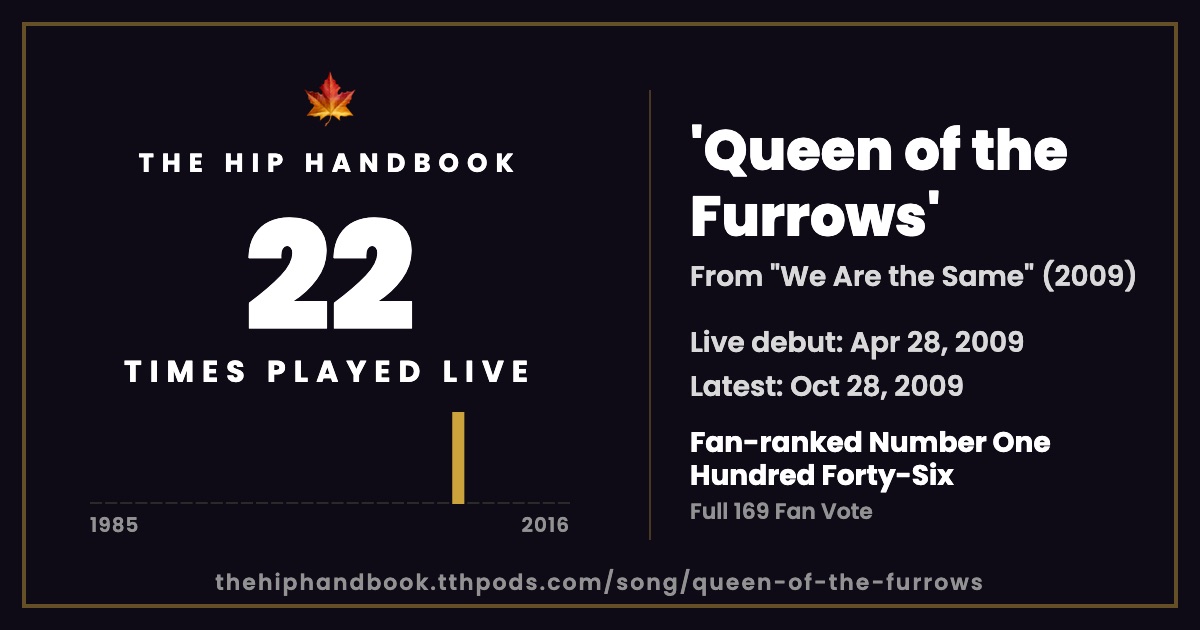 THE HIP HANDBOOK
22
TIMES PLAYED LIVE
1985
2016
'Queen of the
Furrows'
From "We Are the Same" (2009)
Live debut: Apr 28, 2009
Latest: Oct 28, 2009
Fan-ranked Number One
Hundred Forty-Six
Full 169 Fan Vote
thehiphandbook.tthpods.com/song/queen-of-the-furrows